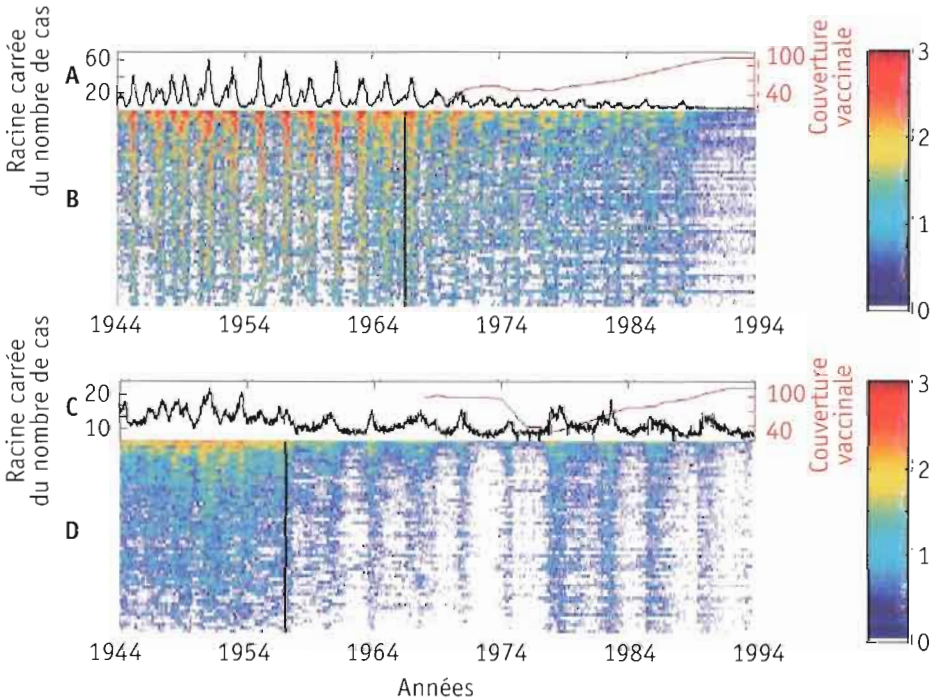 Racine carrée
du nombre de cas
A
60
20
100
40
Couverture
vaccinale
B
3
2
1
0
1944 1954 1964 1974 1984 1994
Racine carrée
du nombre de cas
C
20
10
100
40
Couverture
vaccinale
D
3
2
1
0
1944 1954 1964 1974 1984 1994
Années